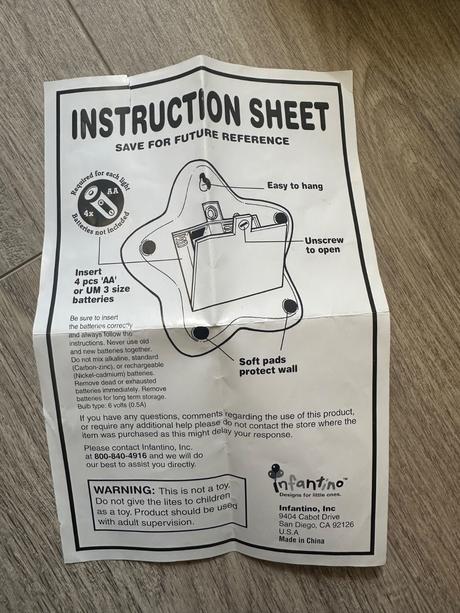 INSTRUCTION SHEET
SAVE FOR FUTURE REFERENCE
Required for each light
AA
4x
Batteries not included
Easy to hang
Unscrew
to open
Insert
4 pcs 'AA'
or UM 3 size
batteries
Be sure to insert
the batteries correctly
and always follow the
instructions. Never use old
and new batteries together.
Do not mix alkaline, standard
(Carbon-zinc), or rechargeable
(Nickel-cadmium) batteries.
Remove dead or exhausted
batteries immediately. Remove
batteries for long term storage.
Bulb type: 6 volts (0.5A)
Soft pads
protect wall
If you have any questions, comments regarding the use of this product,
or require any additional help please do not contact the store where the
item was purchased as this might delay your response.
Please contact Infantino, Inc.
at 800-840-4916 and we will do
our best to assist you directly.
WARNING: This is not a toy.
Do not give the lites to children
as a toy. Product should be used
with adult supervision.
infantino™
Designs for little ones.
Infantino, Inc
9404 Cabot Drive
San Diego, CA 92126
U.S.A
Made in China